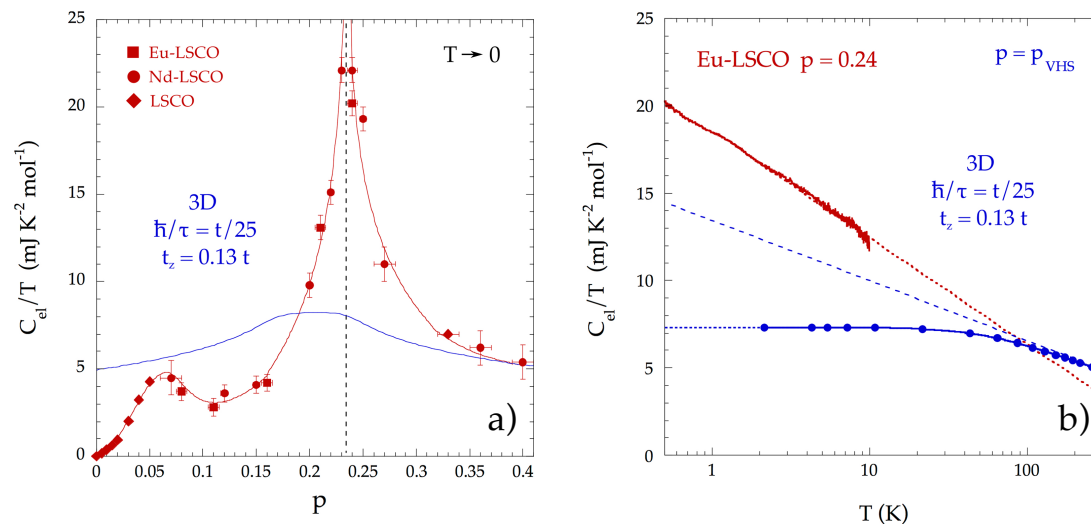 Eu-LSCO
Nd-LSCO
LSCO
T → 0
3D
ħ/τ = t/25
t_z = 0.13 t
a)
C_el/T (mJ K⁻² mol⁻¹)
25
20
15
10
5
0
0 0.05 0.1 0.15 0.2 0.25 0.3 0.35 0.4
p
Eu-LSCO p = 0.24
p = p_VHS
3D
ħ/τ = t/25
t_z = 0.13 t
b)
C_el/T (mJ K⁻² mol⁻¹)
25
20
15
10
5
0
1 10 100
T (K)